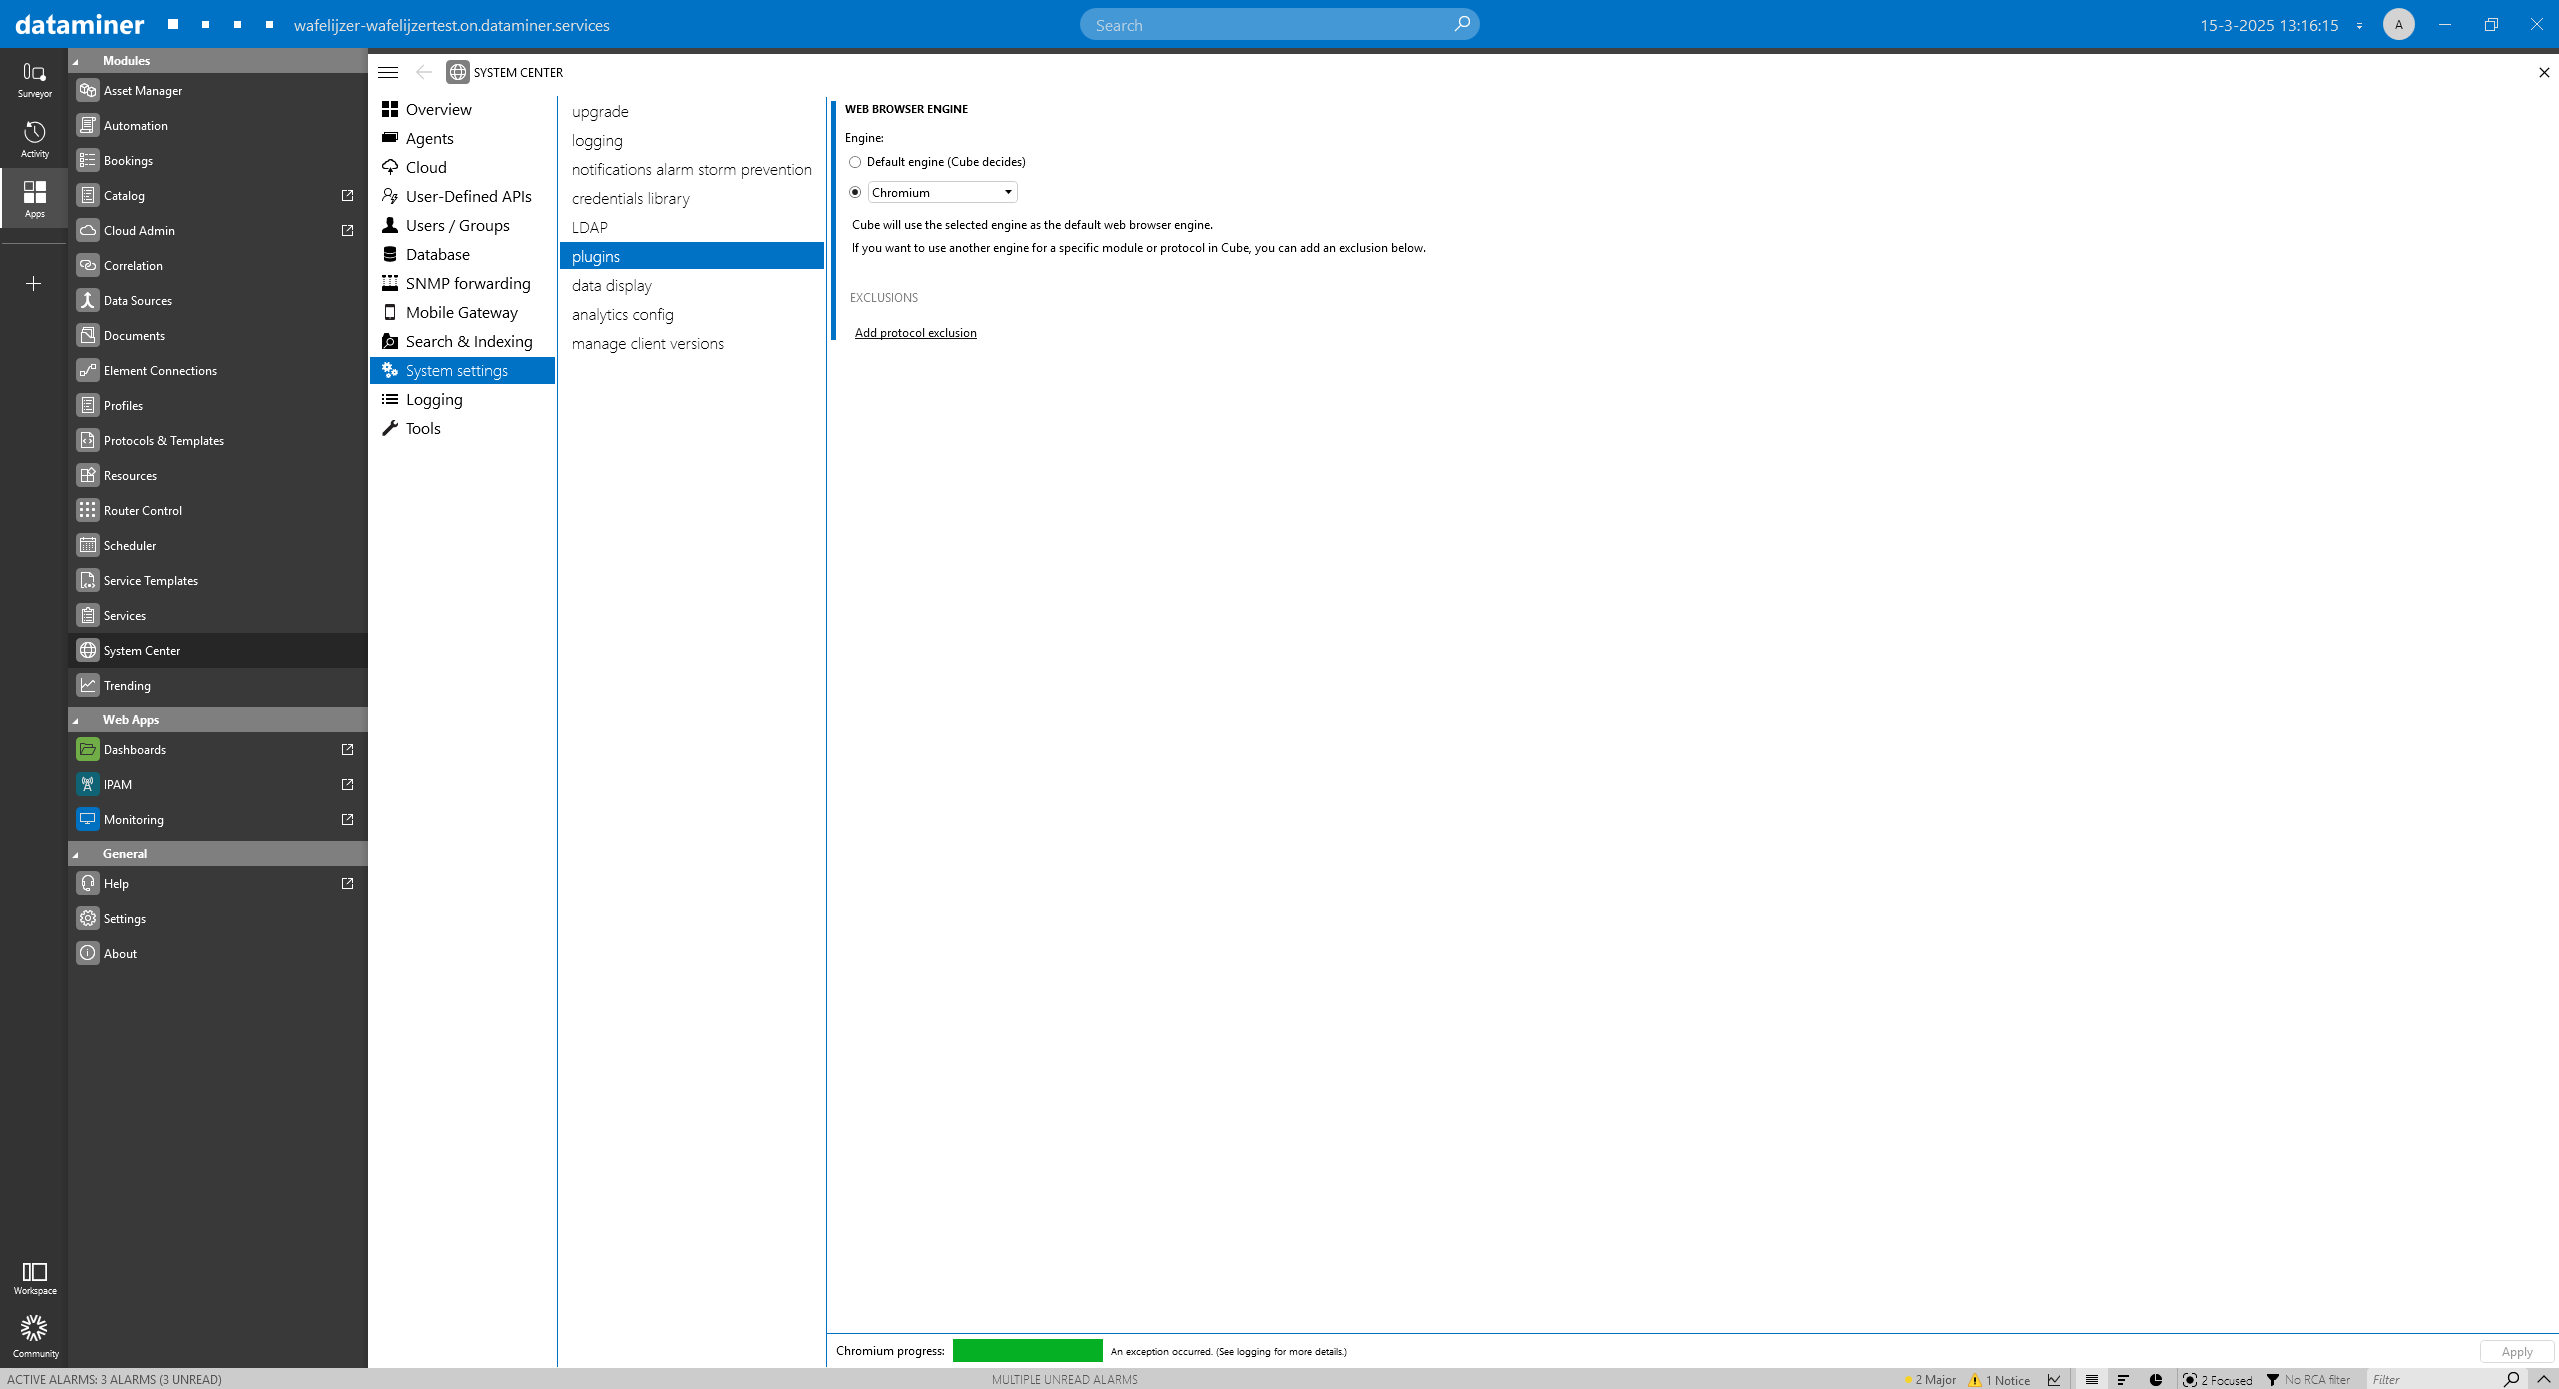 dataminer
wafelijzer-wafelijzertest.on.dataminer.services
Search
15-3-2025 13:16:15
A
Surveyor
Activity
Apps
Workspace
Community
Modules
Asset Manager
Automation
Bookings
Catalog
Cloud Admin
Correlation
Data Sources
Documents
Element Connections
Profiles
Protocols & Templates
Resources
Router Control
Scheduler
Service Templates
Services
System Center
Trending
Web Apps
Dashboards
IPAM
Monitoring
General
Help
Settings
About
SYSTEM CENTER
Overview
Agents
Cloud
User-Defined APIs
Users / Groups
Database
SNMP forwarding
Mobile Gateway
Search & Indexing
System settings
Logging
Tools
upgrade
logging
notifications alarm storm prevention
credentials library
LDAP
plugins
data display
analytics config
manage client versions
WEB BROWSER ENGINE
Engine:
Default engine (Cube decides)
Chromium
Cube will use the selected engine as the default web browser engine.
If you want to use another engine for a specific module or protocol in Cube, you can add an exclusion below.
EXCLUSIONS
Add protocol exclusion
Chromium progress:
An exception occurred. (See logging for more details.)
Apply
ACTIVE ALARMS: 3 ALARMS (3 UNREAD)
MULTIPLE UNREAD ALARMS
2 Major
1 Notice
2 Focused
No RCA filter
Filter